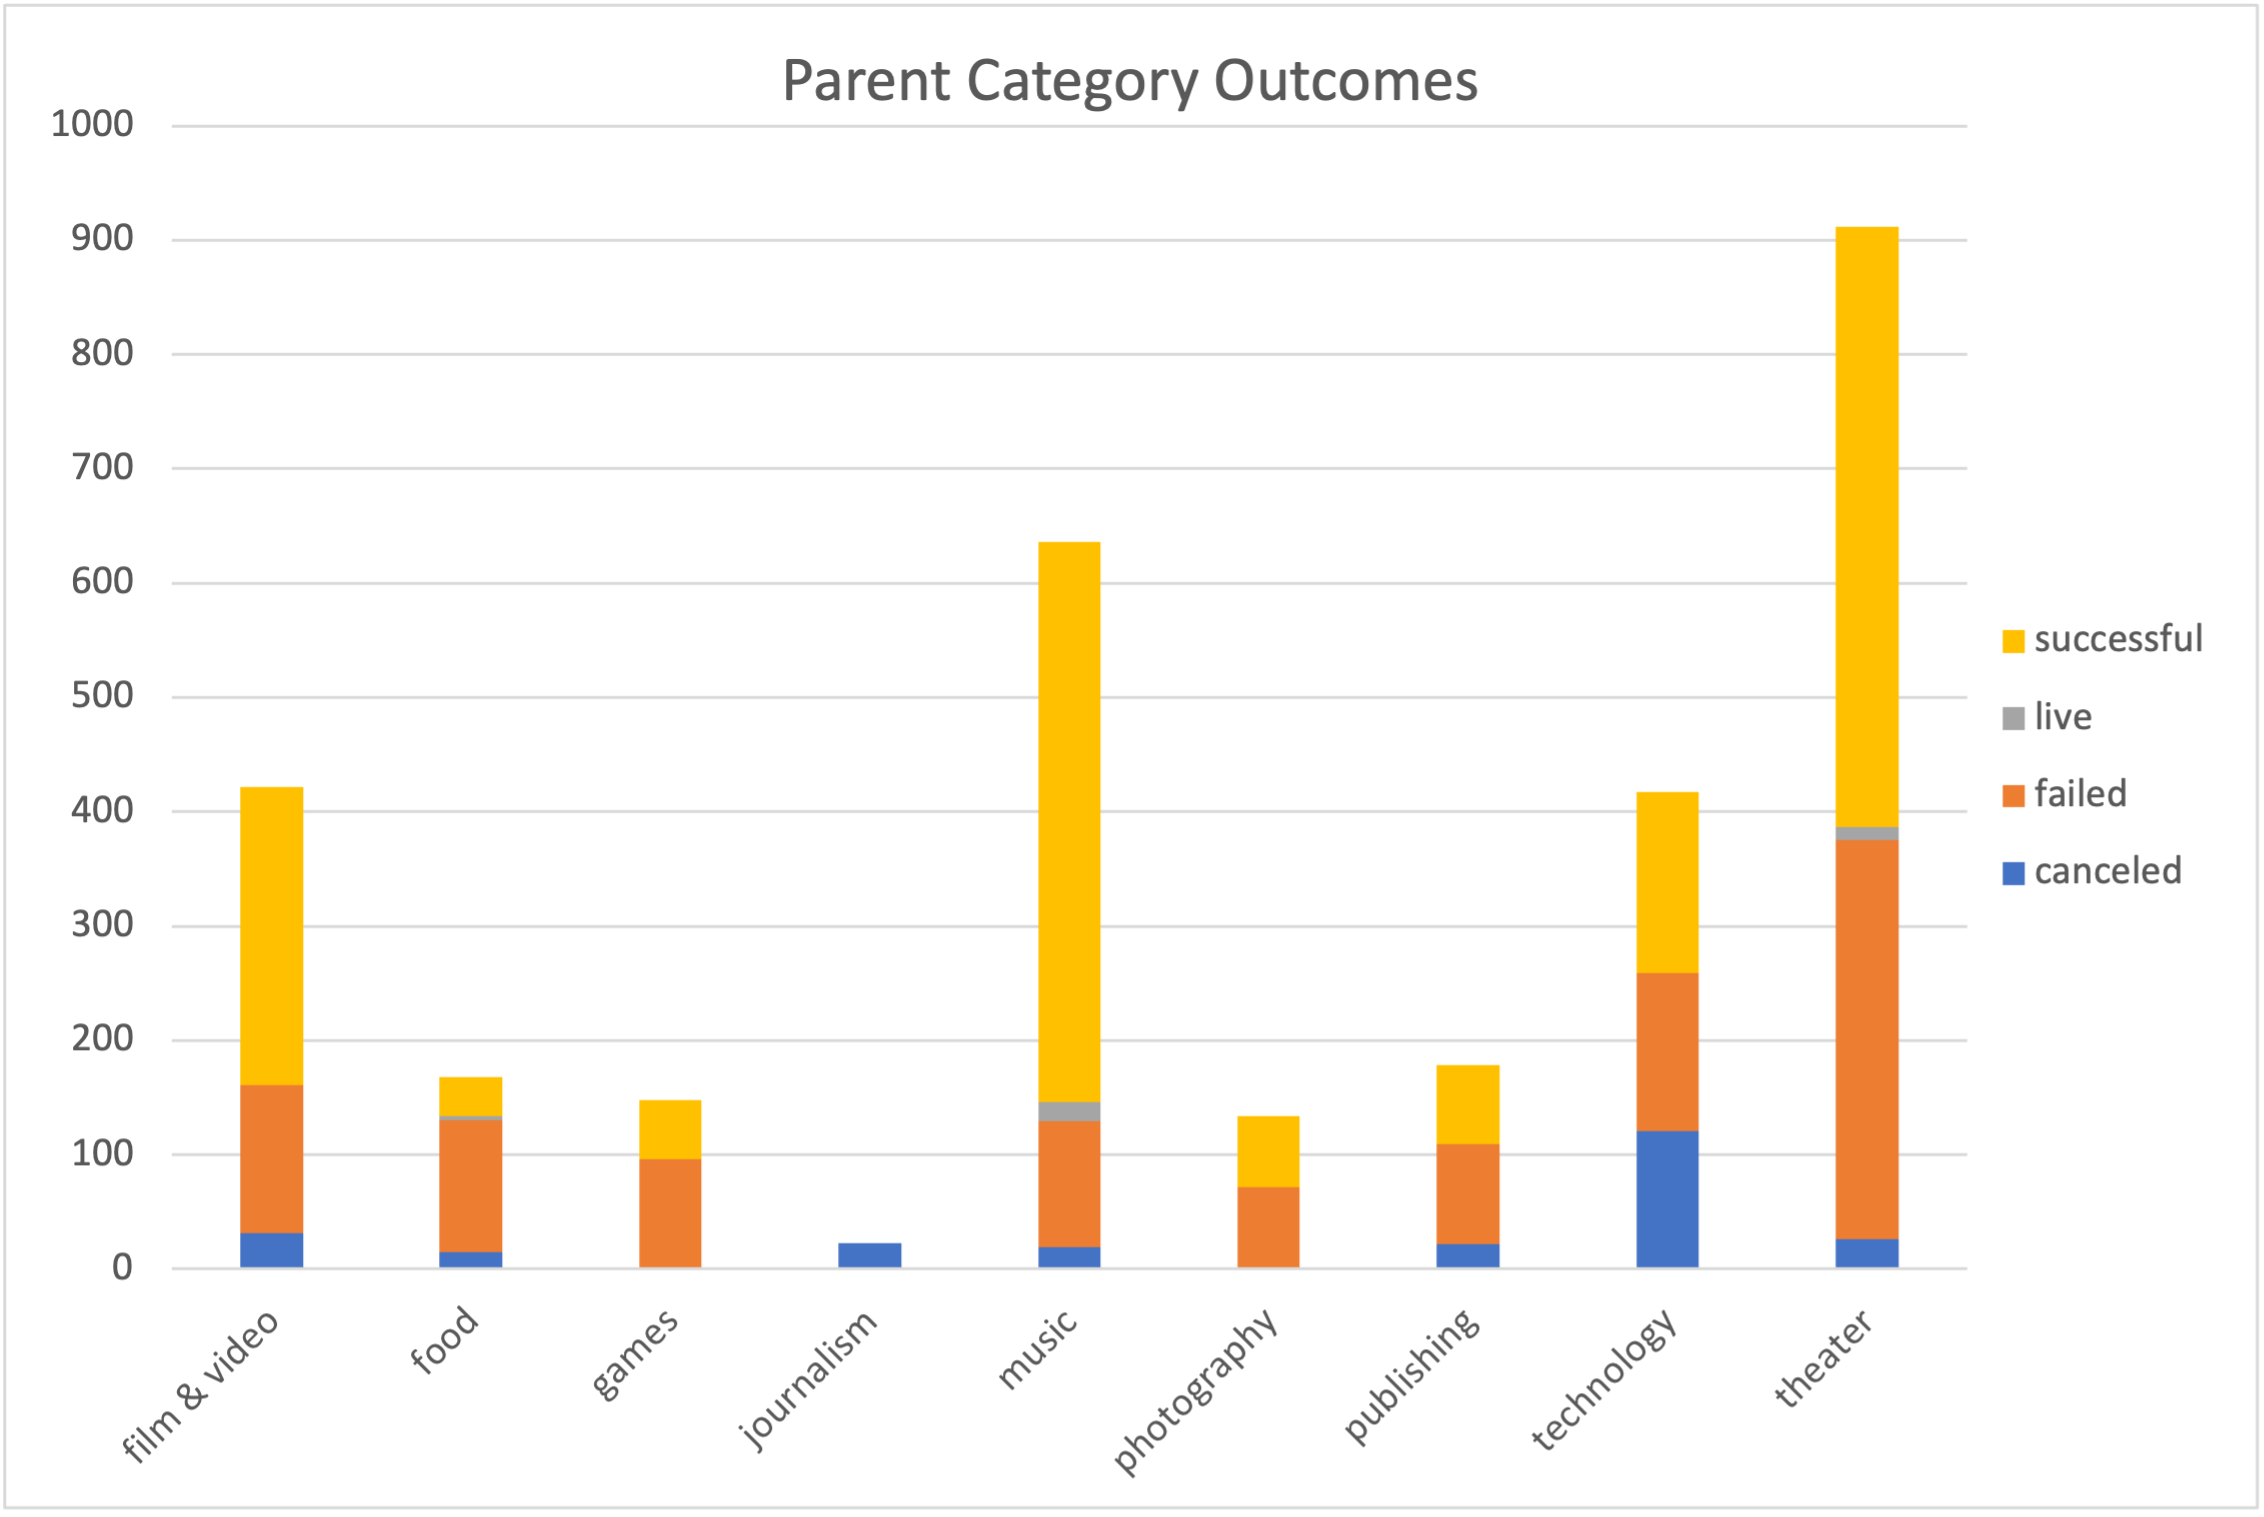 Parent Category Outcomes
1000
900
800
700
600
500
400
300
200
100
0
film & video
food
games
journalism
music
photography
publishing
technology
theater
successful
live
failed
canceled